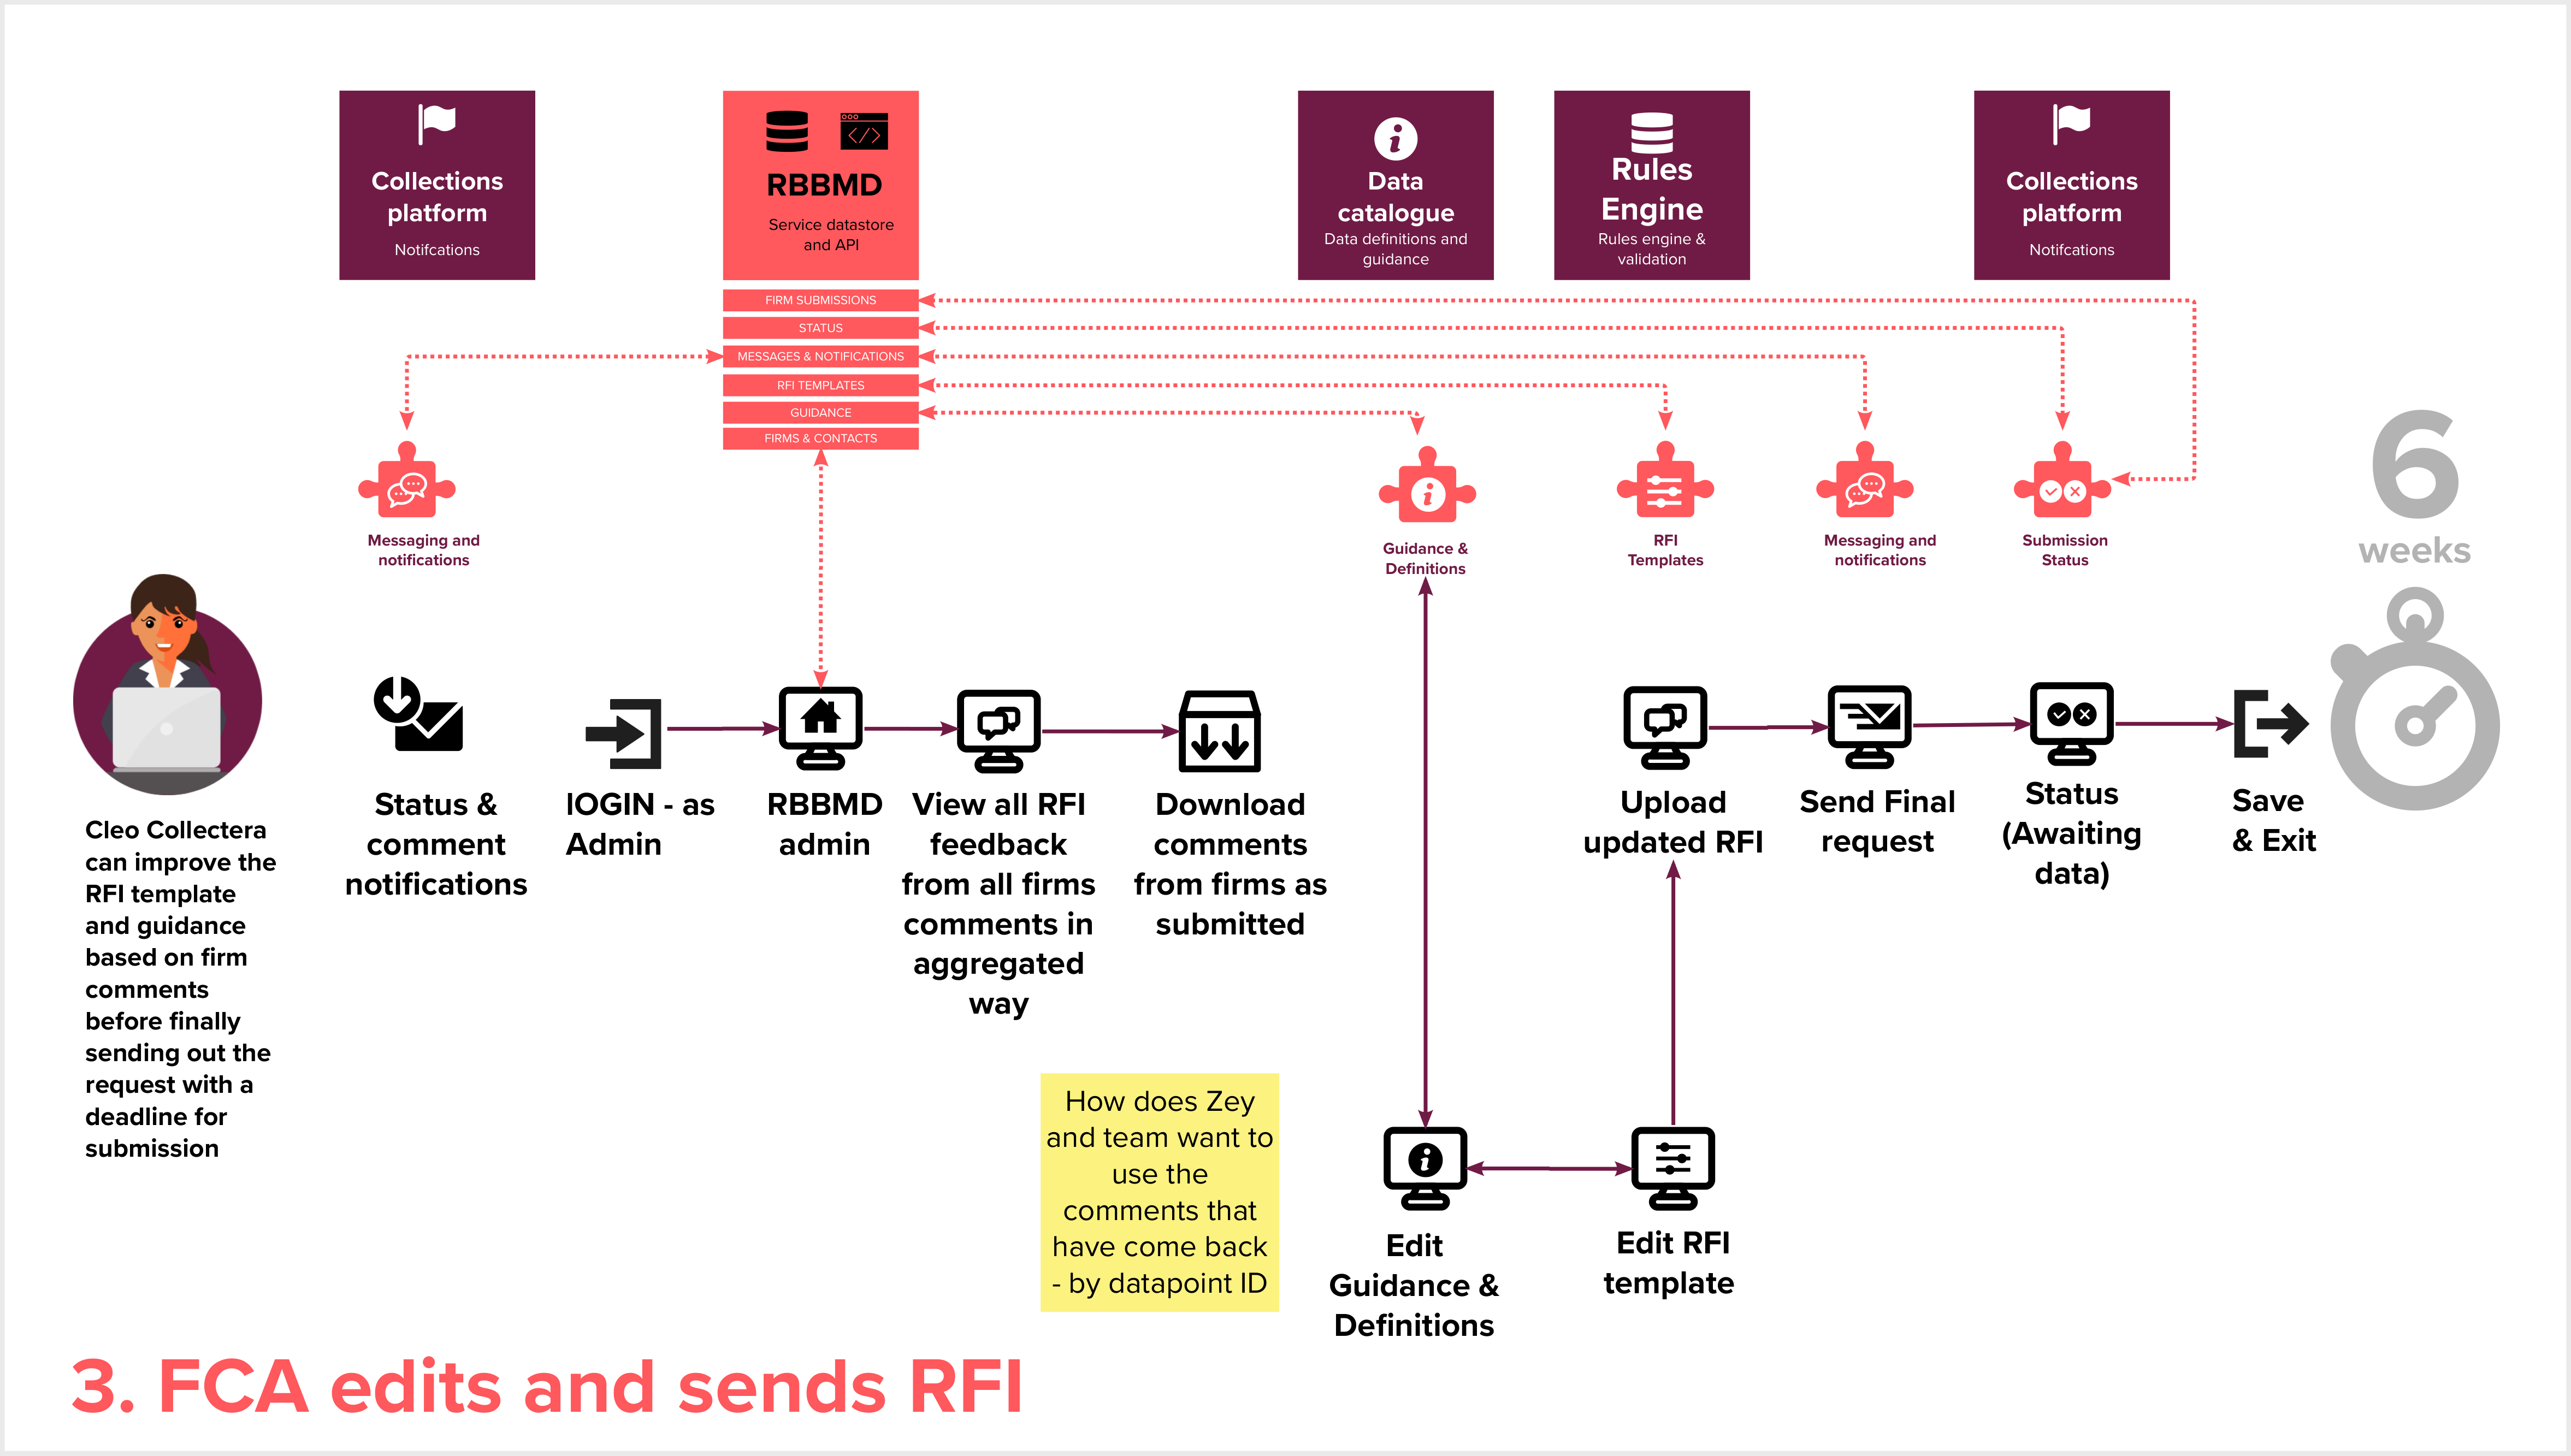 Collections
platform
Notifcations
RBBMD
Service datastore
and API
Data
catalogue
Data definitions and
guidance
Rules
Engine
Rules engine &
validation
Collections
platform
Notifcations
FIRM SUBMISSIONS
STATUS
MESSAGES & NOTIFICATIONS
RFI TEMPLATES
GUIDANCE
FIRMS & CONTACTS
Messaging and
notifications
Guidance &
Definitions
RFI
Templates
Messaging and
notifications
Submission
Status
6
weeks
Cleo Collectera
can improve the
RFI template
and guidance
based on firm
comments
before finally
sending out the
request with a
deadline for
submission
Status &
comment
notifications
lOGIN - as
Admin
RBBMD
admin
View all RFI
feedback
from all firms
comments in
aggregated
way
Download
comments
from firms as
submitted
Upload
updated RFI
Send Final
request
Status
(Awaiting
data)
Save
& Exit
How does Zey
and team want to
use the
comments that
have come back
- by datapoint ID
Edit
Guidance &
Definitions
Edit RFI
template
3. FCA edits and sends RFI